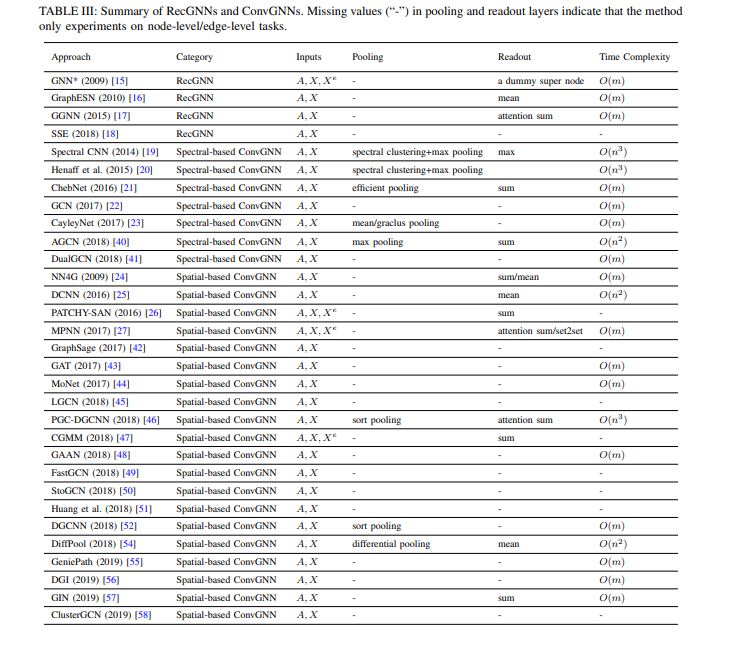 TABLE III: Summary of RecGNNs and ConvGNNs. Missing values (“-”) in pooling and readout layers indicate that the method
only experiments on node-level/edge-level tasks.
Approach Category Inputs Pooling Readout Time Complexity
GNN* (2009) [15] RecGNN A, X, Xᵉ - a dummy super node O(m)
GraphESN (2010) [16] RecGNN A, X - mean O(m)
GGNN (2015) [17] RecGNN A, X - attention sum O(m)
SSE (2018) [18] RecGNN A, X - - -
Spectral CNN (2014) [19] Spectral-based ConvGNN A, X spectral clustering+max pooling max O(n³)
Henaff et al. (2015) [20] Spectral-based ConvGNN A, X spectral clustering+max pooling O(n³)
ChebNet (2016) [21] Spectral-based ConvGNN A, X efficient pooling sum O(m)
GCN (2017) [22] Spectral-based ConvGNN A, X - - O(m)
CayleyNet (2017) [23] Spectral-based ConvGNN A, X mean/graclus pooling - O(m)
AGCN (2018) [40] Spectral-based ConvGNN A, X max pooling sum O(n²)
DualGCN (2018) [41] Spectral-based ConvGNN A, X - - O(m)
NN4G (2009) [24] Spatial-based ConvGNN A, X - sum/mean O(m)
DCNN (2016) [25] Spatial-based ConvGNN A, X - mean O(n²)
PATCHY-SAN (2016) [26] Spatial-based ConvGNN A, X, Xᵉ - sum -
MPNN (2017) [27] Spatial-based ConvGNN A, X, Xᵉ - attention sum/set2set O(m)
GraphSage (2017) [42] Spatial-based ConvGNN A, X - - -
GAT (2017) [43] Spatial-based ConvGNN A, X - - O(m)
MoNet (2017) [44] Spatial-based ConvGNN A, X - - O(m)
LGCN (2018) [45] Spatial-based ConvGNN A, X - - -
PGC-DGCNN (2018) [46] Spatial-based ConvGNN A, X sort pooling attention sum O(n³)
CGMM (2018) [47] Spatial-based ConvGNN A, X, Xᵉ - sum -
GAAN (2018) [48] Spatial-based ConvGNN A, X - - O(m)
FastGCN (2018) [49] Spatial-based ConvGNN A, X - - -
StoGCN (2018) [50] Spatial-based ConvGNN A, X - - -
Huang et al. (2018) [51] Spatial-based ConvGNN A, X - - -
DGCNN (2018) [52] Spatial-based ConvGNN A, X sort pooling - O(m)
DiffPool (2018) [54] Spatial-based ConvGNN A, X differential pooling mean O(n²)
GeniePath (2019) [55] Spatial-based ConvGNN A, X - - O(m)
DGI (2019) [56] Spatial-based ConvGNN A, X - - O(m)
GIN (2019) [57] Spatial-based ConvGNN A, X - sum O(m)
ClusterGCN (2019) [58] Spatial-based ConvGNN A, X - - -